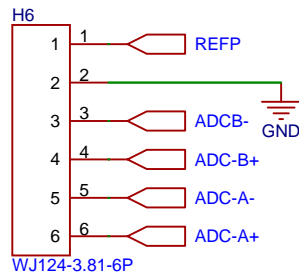 H6
1 1 REFP
2 2
GND
3 3 ADCB-
4 4 ADC-B+
5 5 ADC-A-
6 6 ADC-A+
WJ124-3.81-6P